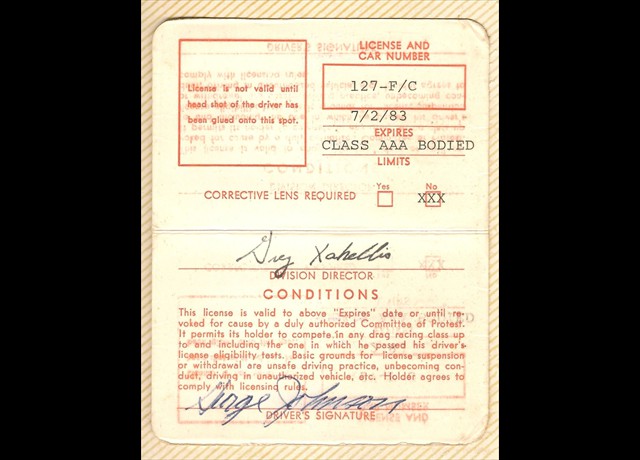 LICENSE AND
CAR NUMBER
License is not valid until
head shot of the driver has
been glued onto this spot.
127-F/C
7/2/83
EXPIRES
CLASS AAA BODIED
LIMITS
CORRECTIVE LENS REQUIRED Yes No
XXX
Greg Xakellis
DIVISION DIRECTOR
CONDITIONS
This license is valid to above "Expires" date or until re-
voked for cause by a duly authorized Committee of Protest.
It permits its holder to compete in any drag racing class up
to and including the one in which he passed his driver's
license eligibility tests. Basic grounds for license suspension
or withdrawal are unsafe driving practice, unbecoming con-
duct, driving in unauthorized vehicle, etc. Holder agrees to
comply with licensing rules.
George Johnson
DRIVER'S SIGNATURE